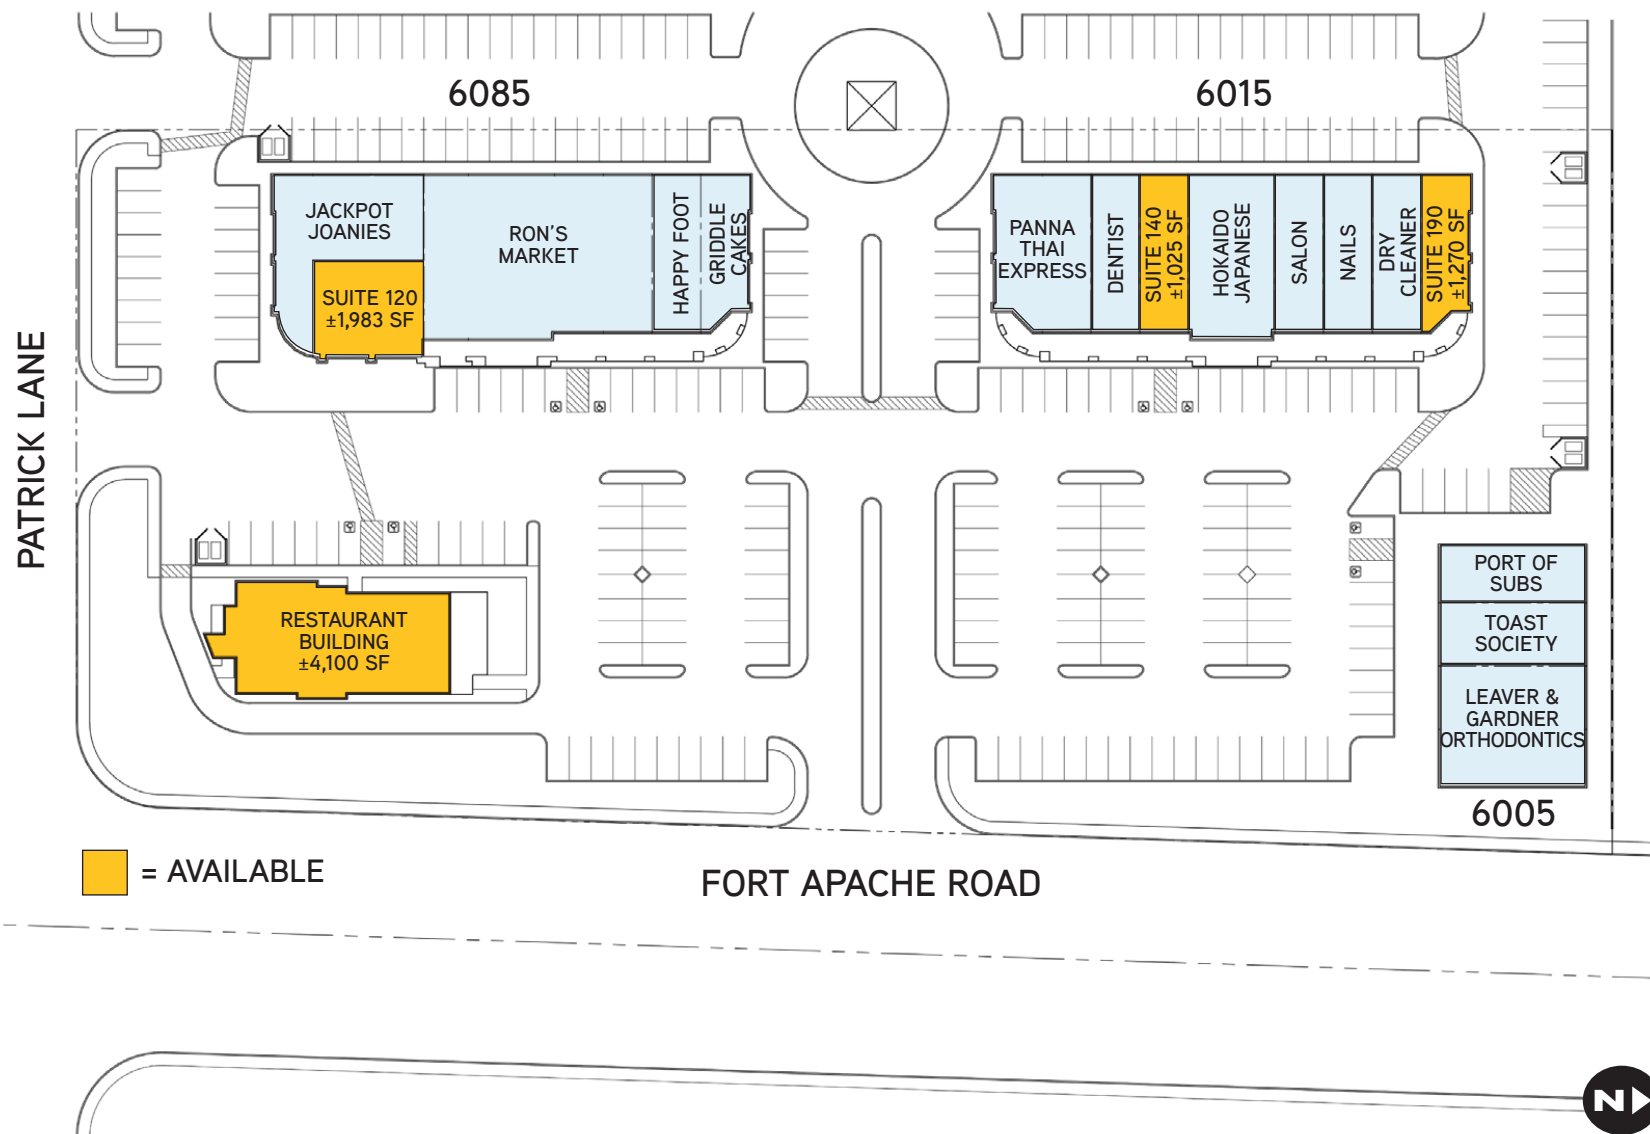 6085
6015
JACKPOT
JOANIES
SUITE 120
±1,983 SF
RON'S
MARKET
HAPPY FOOT
GRIDDLE
CAKES
PANNA
THAI
EXPRESS
DENTIST
SUITE 140
±1,025 SF
HOKAIDO
JAPANESE
SALON
NAILS
DRY
CLEANER
SUITE 190
±1,270 SF
PATRICK LANE
RESTAURANT
BUILDING
±4,100 SF
PORT OF
SUBS
TOAST
SOCIETY
LEAVER &
GARDNER
ORTHODONTICS
6005
= AVAILABLE
FORT APACHE ROAD
N